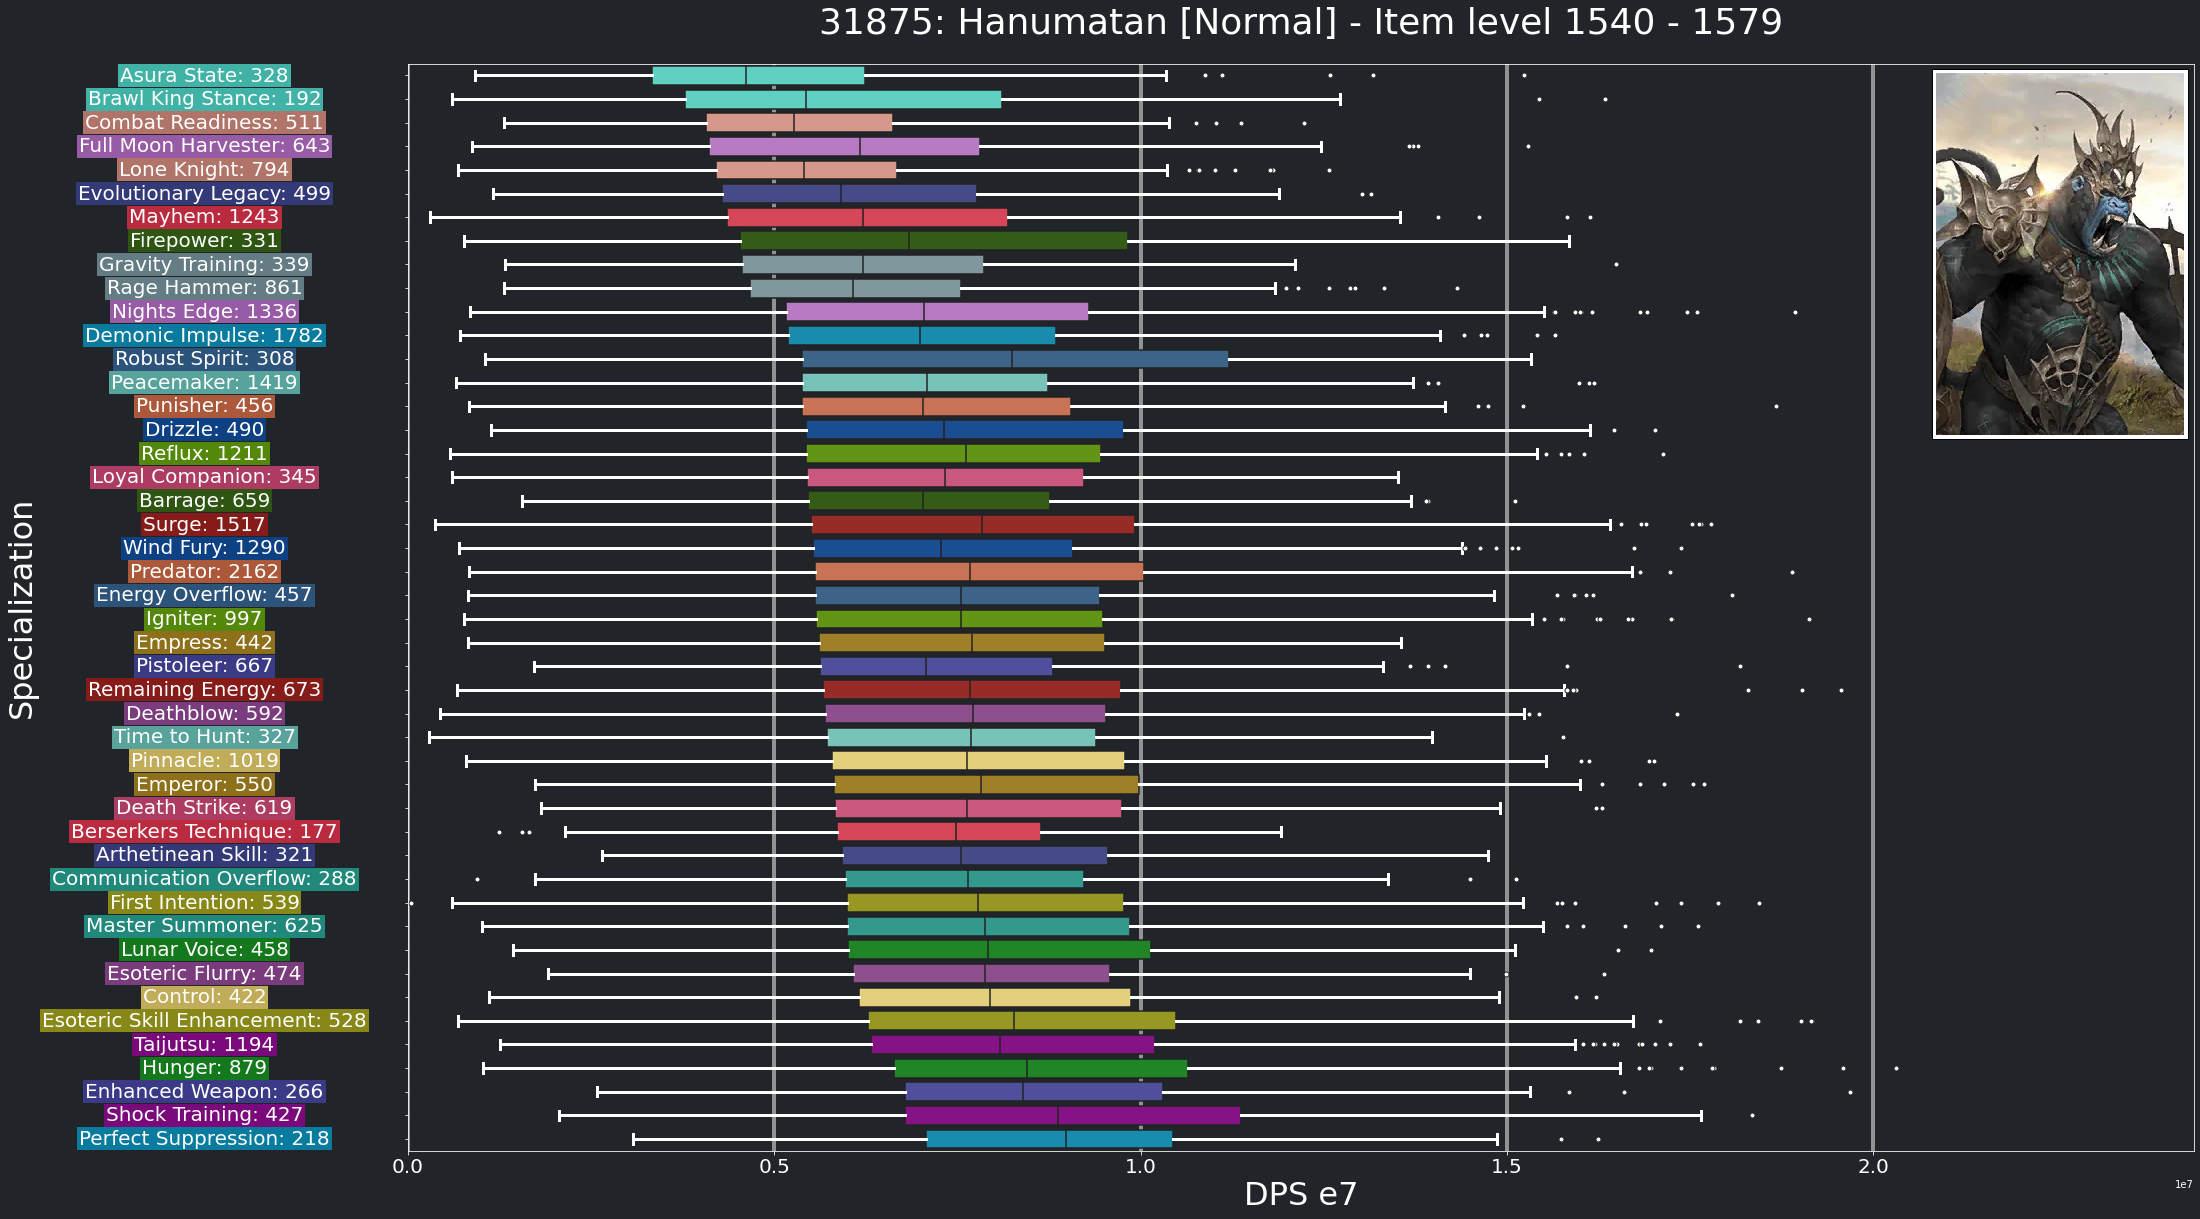 31875: Hanumatan [Normal] - Item level 1540 - 1579
Specialization
Asura State: 328
Brawl King Stance: 192
Combat Readiness: 511
Full Moon Harvester: 643
Lone Knight: 794
Evolutionary Legacy: 499
Mayhem: 1243
Firepower: 331
Gravity Training: 339
Rage Hammer: 861
Nights Edge: 1336
Demonic Impulse: 1782
Robust Spirit: 308
Peacemaker: 1419
Punisher: 456
Drizzle: 490
Reflux: 1211
Loyal Companion: 345
Barrage: 659
Surge: 1517
Wind Fury: 1290
Predator: 2162
Energy Overflow: 457
Igniter: 997
Empress: 442
Pistoleer: 667
Remaining Energy: 673
Deathblow: 592
Time to Hunt: 327
Pinnacle: 1019
Emperor: 550
Death Strike: 619
Berserkers Technique: 177
Arthetinean Skill: 321
Communication Overflow: 288
First Intention: 539
Master Summoner: 625
Lunar Voice: 458
Esoteric Flurry: 474
Control: 422
Esoteric Skill Enhancement: 528
Taijutsu: 1194
Hunger: 879
Enhanced Weapon: 266
Shock Training: 427
Perfect Suppression: 218
0.0 0.5 1.0 1.5 2.0
1e7
DPS e7